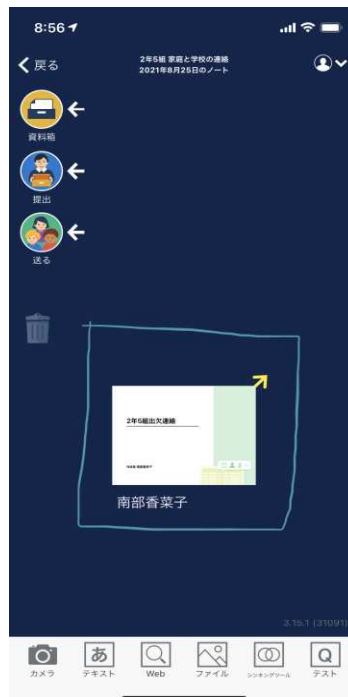 8:56
戻る
2年5組 家庭と学校の連絡
2021年8月25日のノート
資料箱
提出
送る
2年5組出欠連絡
南部香菜子
3.15.1 (31091)
あ
Q
カメラ
テキスト
Web
ファイル
シンキングツール
テスト